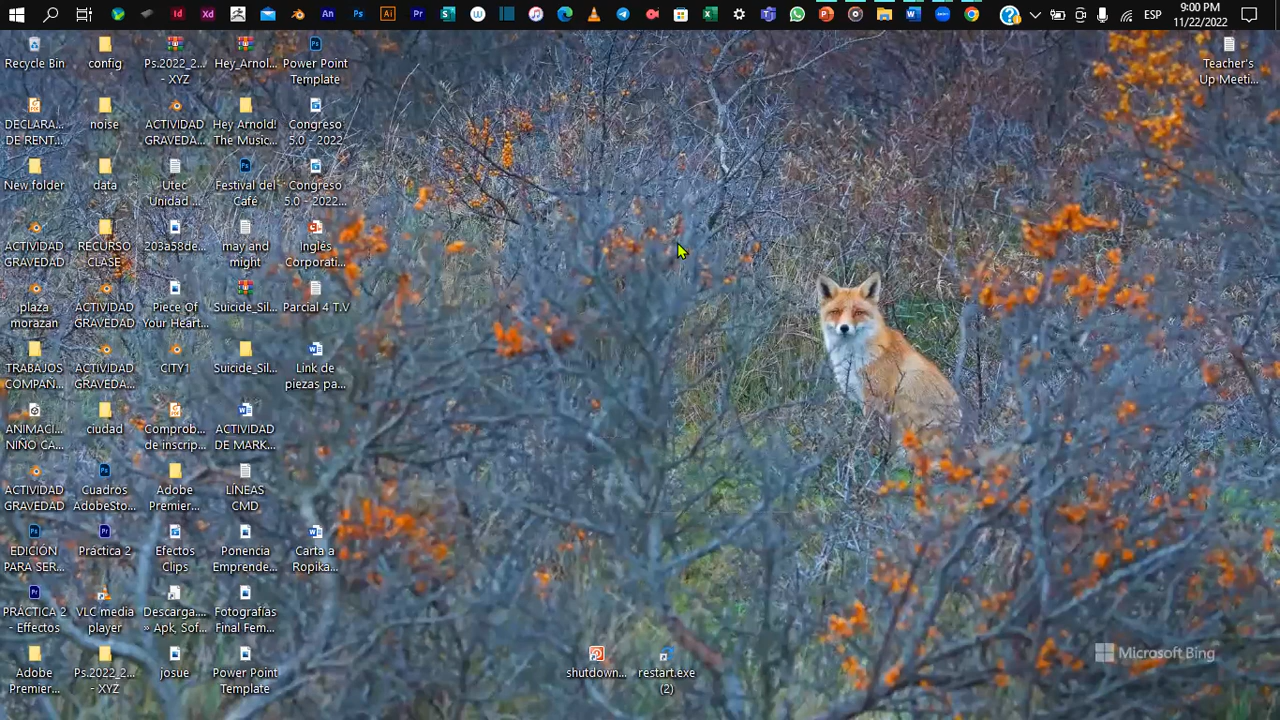 9:00 PM
ESP
11/22/2022
Recycle Bin
config
Ps.2022_2...
- XYZ
Hey_Arnol...
Power Point
Template
Teacher's
Up Meeti...
DECLARA...
DE RENT...
noise
ACTIVIDAD
GRAVEDA...
Hey Arnold!
The Music...
Congreso
5.0 - 2022
New folder
data
Utec
Unidad ...
Festival del
Café
Congreso
5.0 - 2022...
ACTIVIDAD
GRAVEDA...
RECURSO
CLASE
203a58de...
may and
might
Ingles
Corporati...
plaza
morazan
ACTIVIDAD
GRAVEDAD
Piece Of
Your Heart...
Suicide_Sil...
Parcial 4 T.V
TRABAJOS
COMPAÑ...
ACTIVIDAD
GRAVEDA...
CITY1
Suicide_Sil...
Link de
piezas pa...
ANIMACI...
NIÑO CA...
ciudad
Comprob...
de inscrip...
ACTIVIDAD
DE MARK...
ACTIVIDAD
GRAVEDAD
Cuadros
AdobeSto...
Adobe
Premier...
LÍNEAS
CMD
EDICIÓN
PARA SER...
Práctica 2
Efectos
Clips
Ponencia
Emprende...
Carta a
Ropika...
PRÁCTICA 2
- Efectos
VLC media
player
Descarga....
» Apk, Sof...
Fotografías
Final Fem...
Adobe
Premier...
Ps.2022_2...
- XYZ
josue
Power Point
Template
shutdown...
restart.exe
(2)
Microsoft Bing